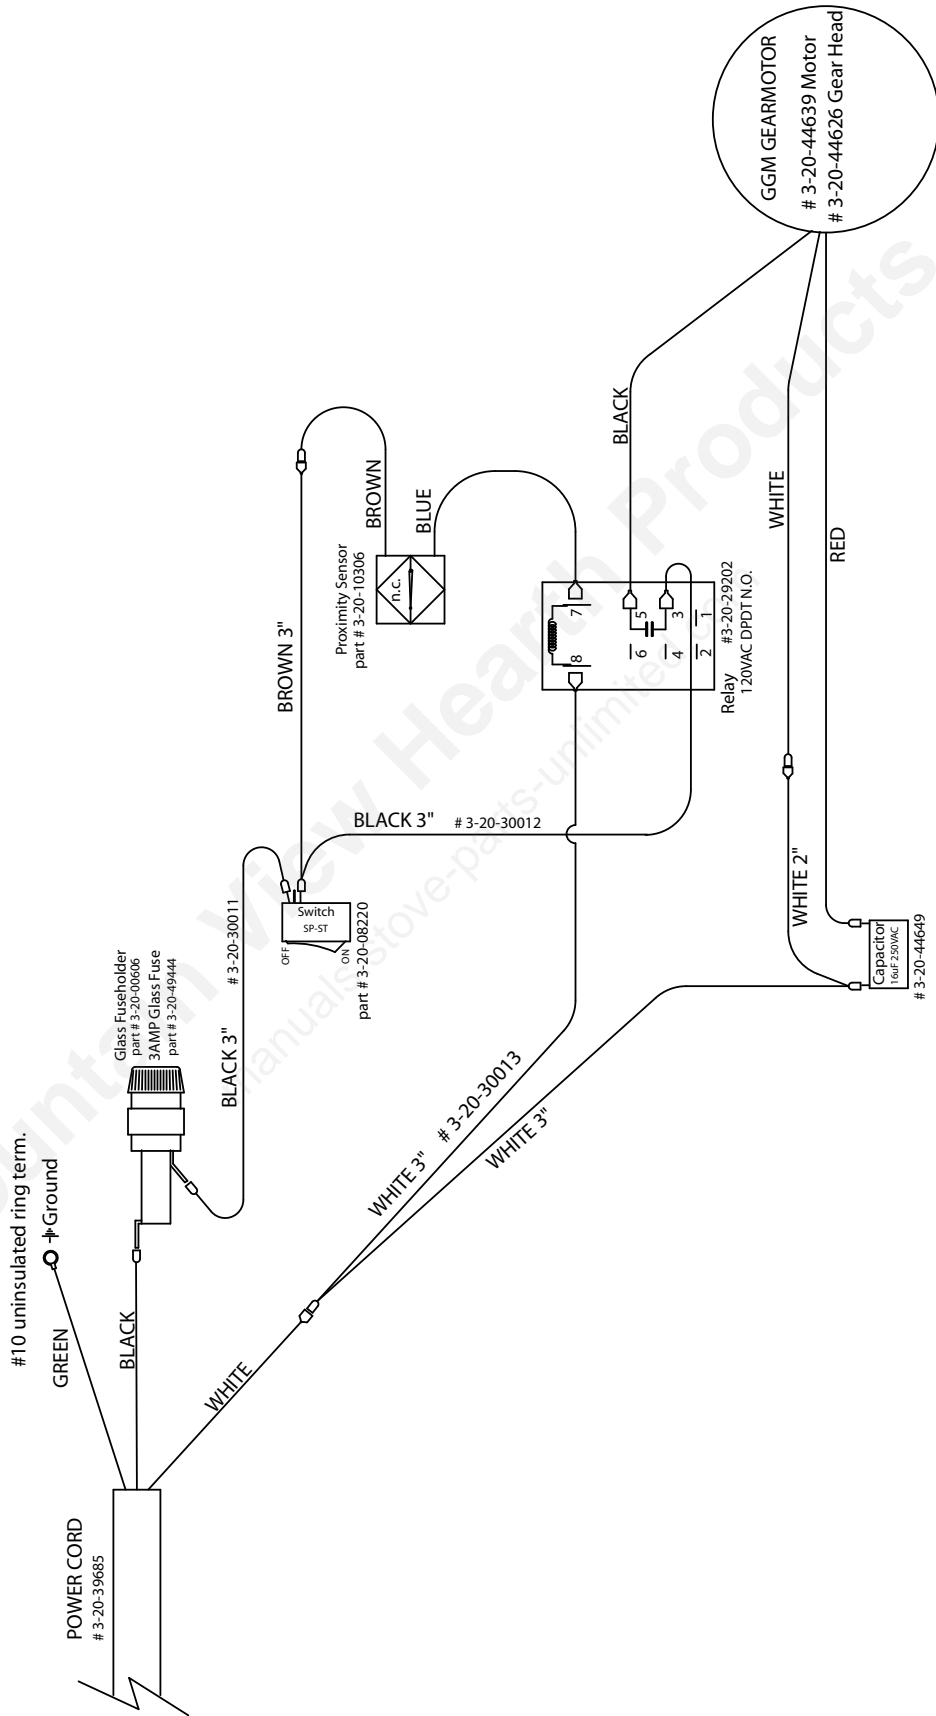 #10 uninsulated ring term.
Ground
GREEN
POWER CORD
# 3-20-39685
BLACK
WHITE
Glass Fuseholder
part # 3-20-00606
3AMP Glass Fuse
part # 3-20-49444
BLACK 3"
# 3-20-30011
OFF
ON
Switch
SP-ST
part # 3-20-08220
BROWN 3"
BROWN
Proximity Sensor
part # 3-20-10306
n.c.
BLUE
BLACK 3"
# 3-20-30012
8
7
6
5
4
3
2
1
Relay
#3-20-29202
120VAC DPDT N.O.
WHITE 3"
# 3-20-30013
WHITE 3"
WHITE 2"
BLACK
WHITE
RED
Capacitor
16uF 250VAC
# 3-20-44649
GGM GEARMOTOR
# 3-20-44639 Motor
# 3-20-44626 Gear Head